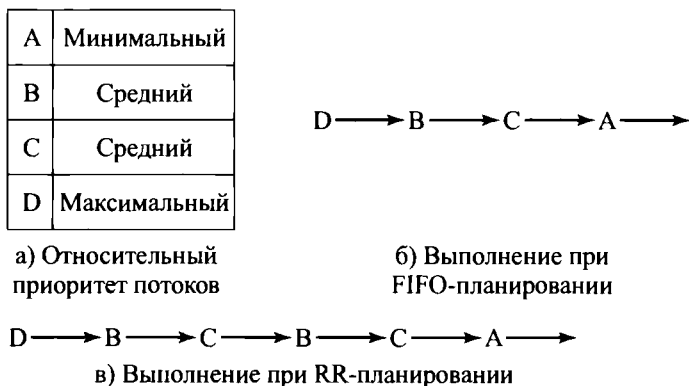 A Минимальный
B Средний
C Средний
D Максимальный
а) Относительный
приоритет потоков
D B C A
б) Выполнение при
FIFO-планировании
D B C B C A
в) Выполнение при RR-планировании